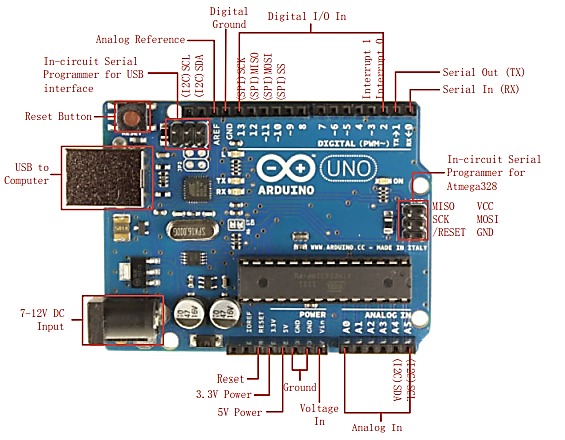 Digital
Ground
Digital I/O In
Analog Reference
(I2C)SCL
(I2C)SDA
(SPI)SCK
(SPI)MISO
(SPI)MOSI
(SPI)SS
Interrupt 1
Interrupt 0
In-circuit Serial
Programmer for USB
interface
Serial Out (TX)
Serial In (RX)
Reset Button
AREF
GND
13
12
~11
~10
~9
8
7
~6
~5
4
~3
2
TX→1
RX←0
DIGITAL (PWM~)
USB to
Computer
TX
RX
ARDUINO
UNO
ON
In-circuit Serial
Programmer for
Atmega328
MISO VCC
SCK MOSI
/RESET GND
WWW.ARDUINO.CC - MADE IN ITALY
7-12V DC
Input
POWER
ANALOG IN
IOREF
RESET
3.3V
5V
GND
GND
Vin
A0
A1
A2
A3
A4
A5
(I2C)SDA
(I2C)SCL
Reset
3.3V Power
5V Power
Ground
Voltage
In
Analog In